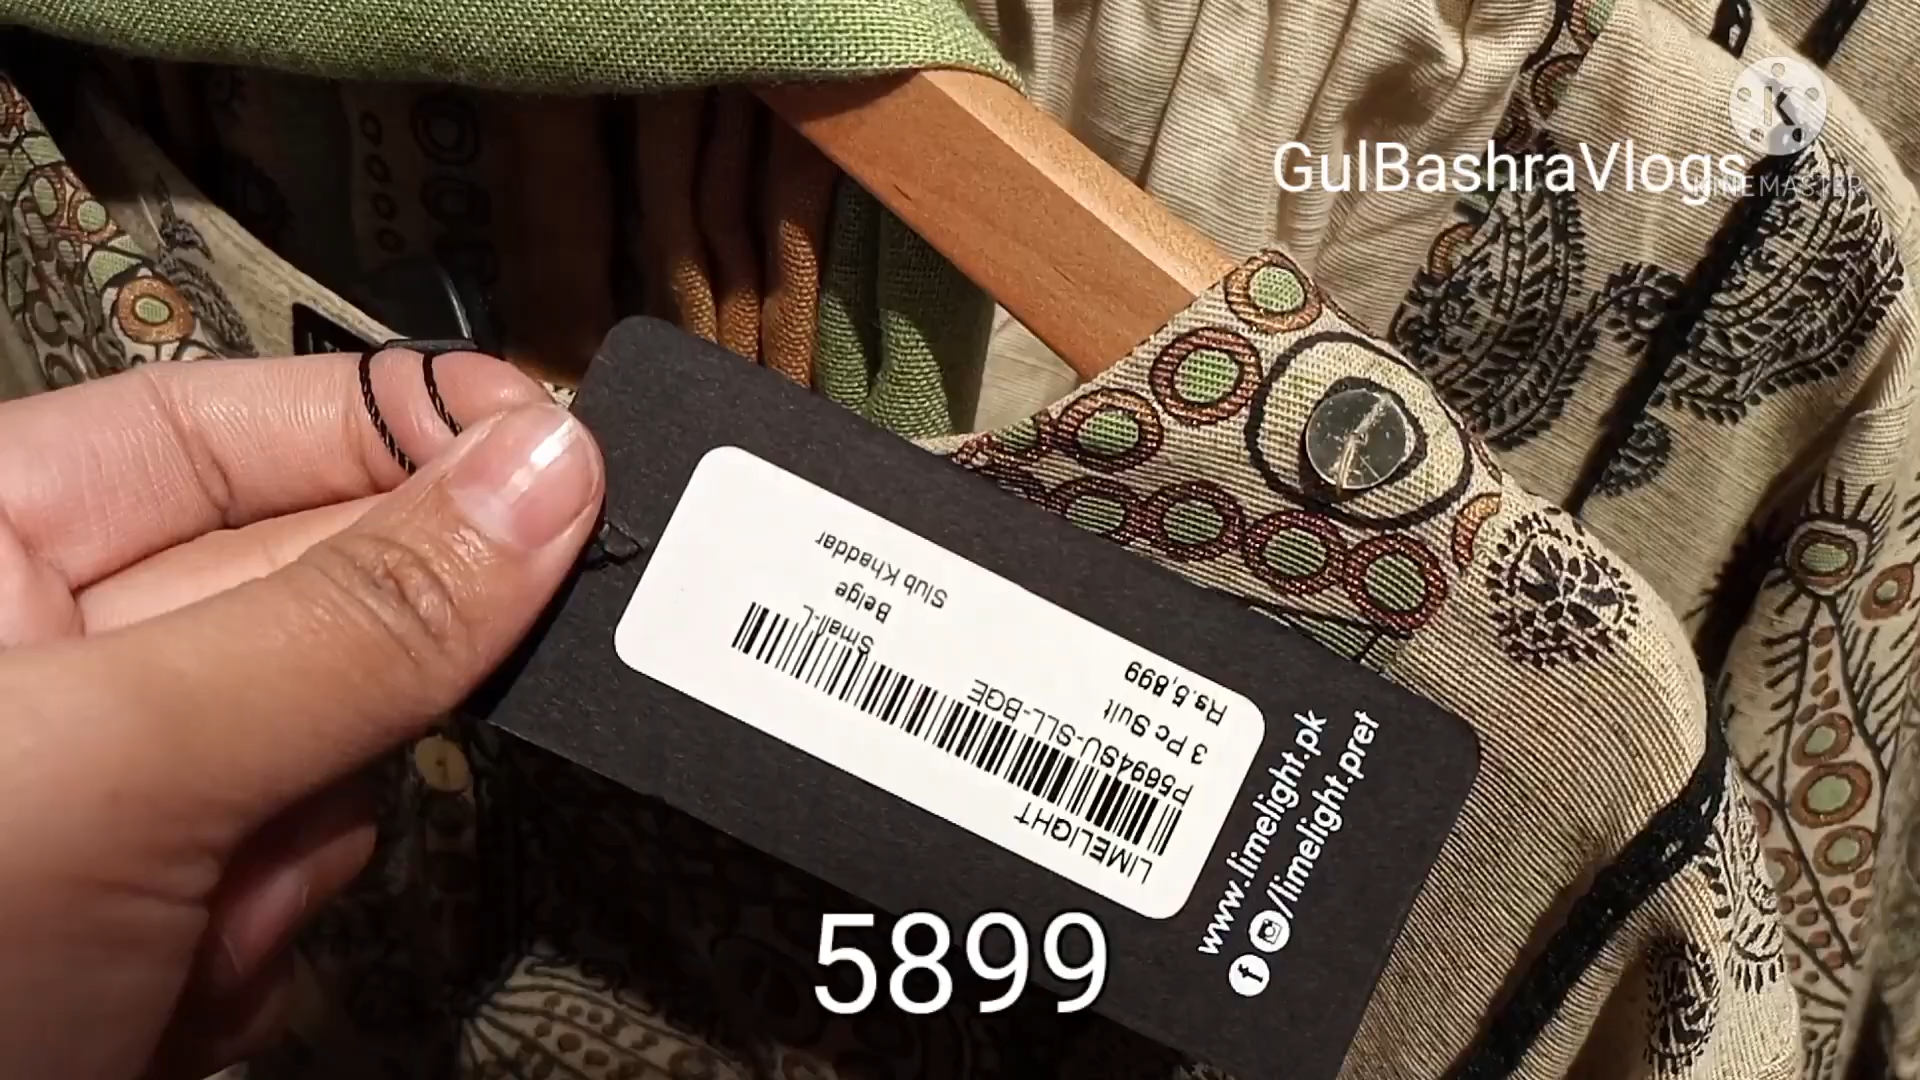 GulBashraVlogs
KINEMASTER
LIMELIGHT
P5694SU-SLL-BGE
3 Pc Suit
Rs.5,899
Small-L
Beige
Slub Khaddar
www.limelight.pk
/limelight.pret
5899